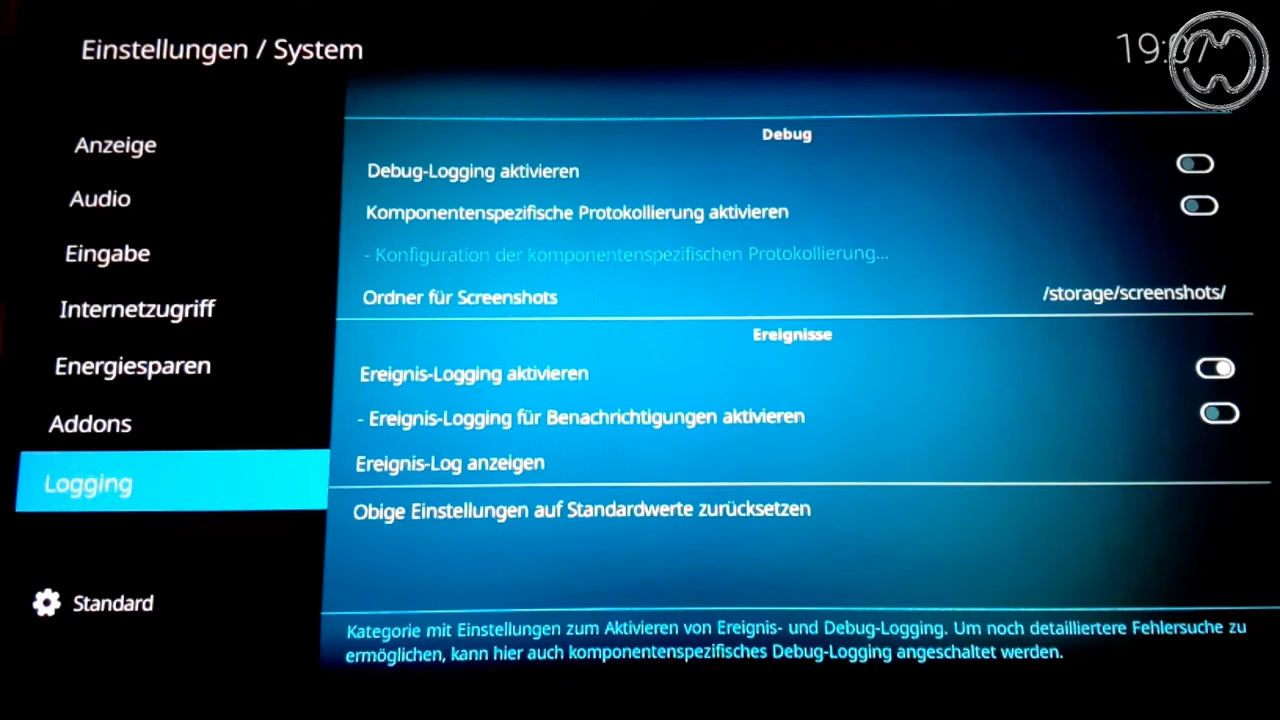 Einstellungen / System
Anzeige
Audio
Eingabe
Internetzugriff
Energiesparen
Addons
Logging
Standard
Debug
Debug-Logging aktivieren
Komponentenspezifische Protokollierung aktivieren
- Konfiguration der komponentenspezifischen Protokollierung...
Ordner für Screenshots /storage/screenshots/
Ereignisse
Ereignis-Logging aktivieren
- Ereignis-Logging für Benachrichtigungen aktivieren
Ereignis-Log anzeigen
Obige Einstellungen auf Standardwerte zurücksetzen
Kategorie mit Einstellungen zum Aktivieren von Ereignis- und Debug-Logging. Um noch detailliertere Fehlersuche zu
ermöglichen, kann hier auch komponentenspezifisches Debug-Logging angeschaltet werden.